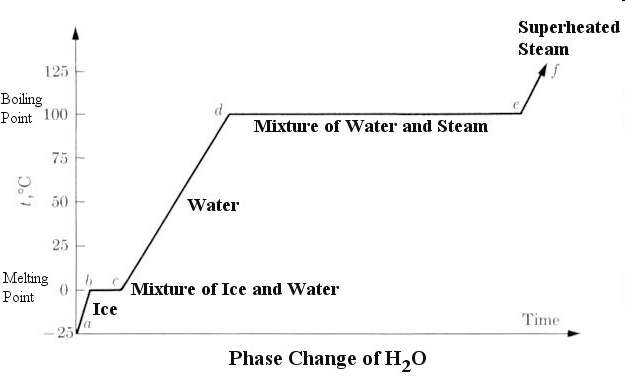 Superheated
Steam
f
125
Boiling
Point
100
d
e
Mixture of Water and Steam
75
t,°C
50
Water
25
Melting
Point
0
b
c
Mixture of Ice and Water
Ice
a
-25
Time
Phase Change of H2O